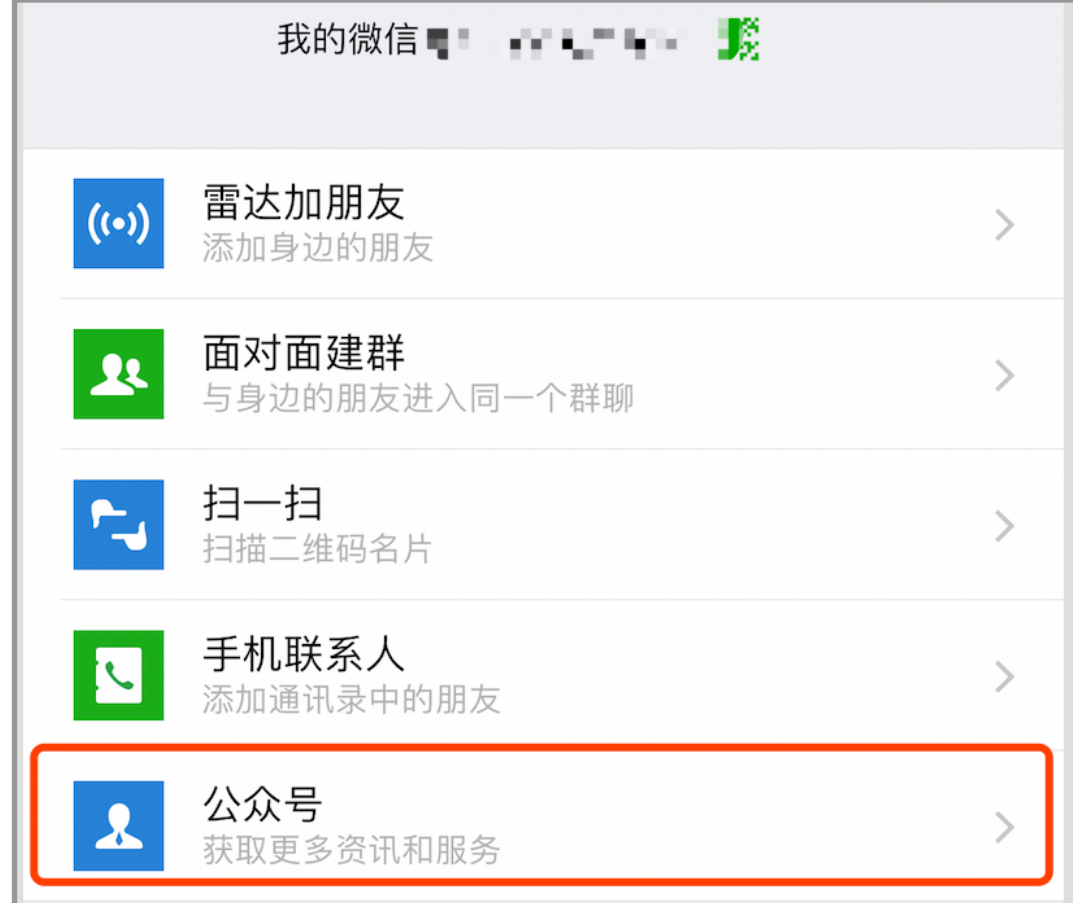 我的微信
雷达加朋友
添加身边的朋友
面对面建群
与身边的朋友进入同一个群聊
扫一扫
扫描二维码名片
手机联系人
添加通讯录中的朋友
公众号
获取更多资讯和服务